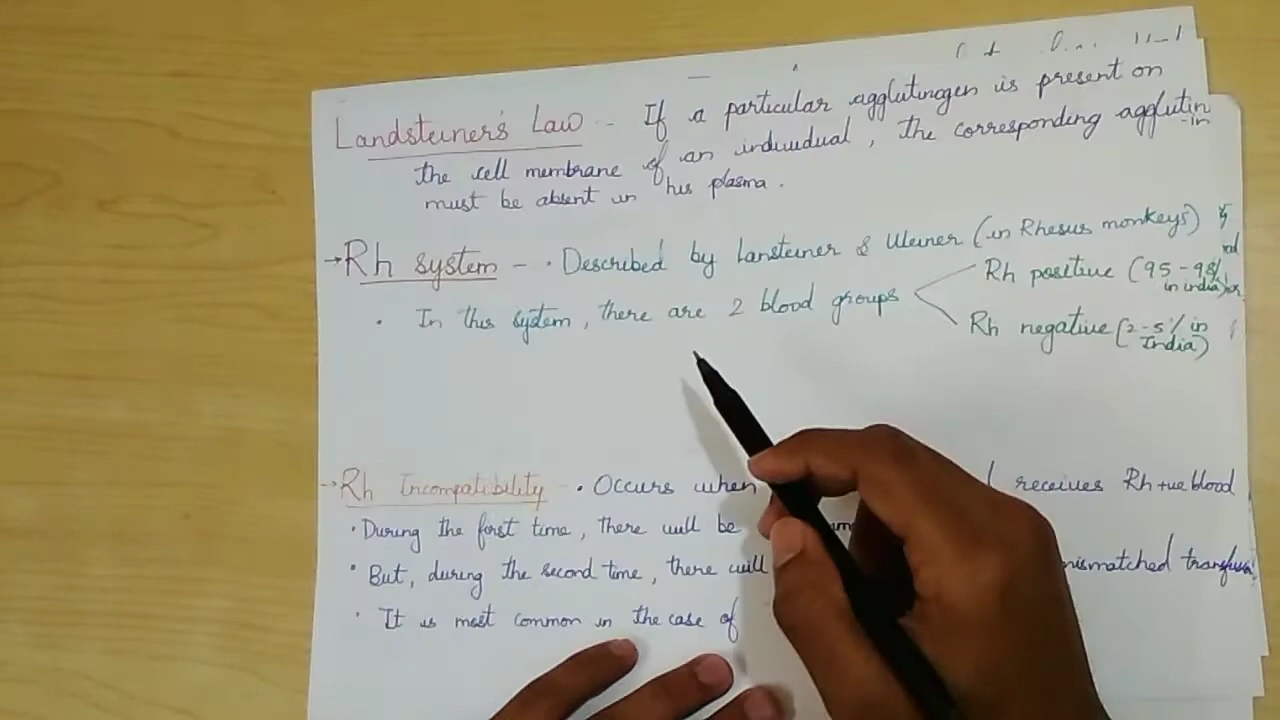 Landsteiner's Law - If a particular agglutinogen is present on
the cell membrane of an individual, the corresponding agglutin
-in
must be absent in his plasma.
→ Rh system - • Described by Lansteiner & Weiner (in Rhesus monkeys)
• In this system, there are 2 blood groups
Rh positive (95-98%
in india)
Rh negative (2-5% in
India)
→ Rh Incompatibility - • Occurs when receives Rh +ve blood
• During the first time, there will be
• But, during the second time, there will mismatched
• It is most common in the case of